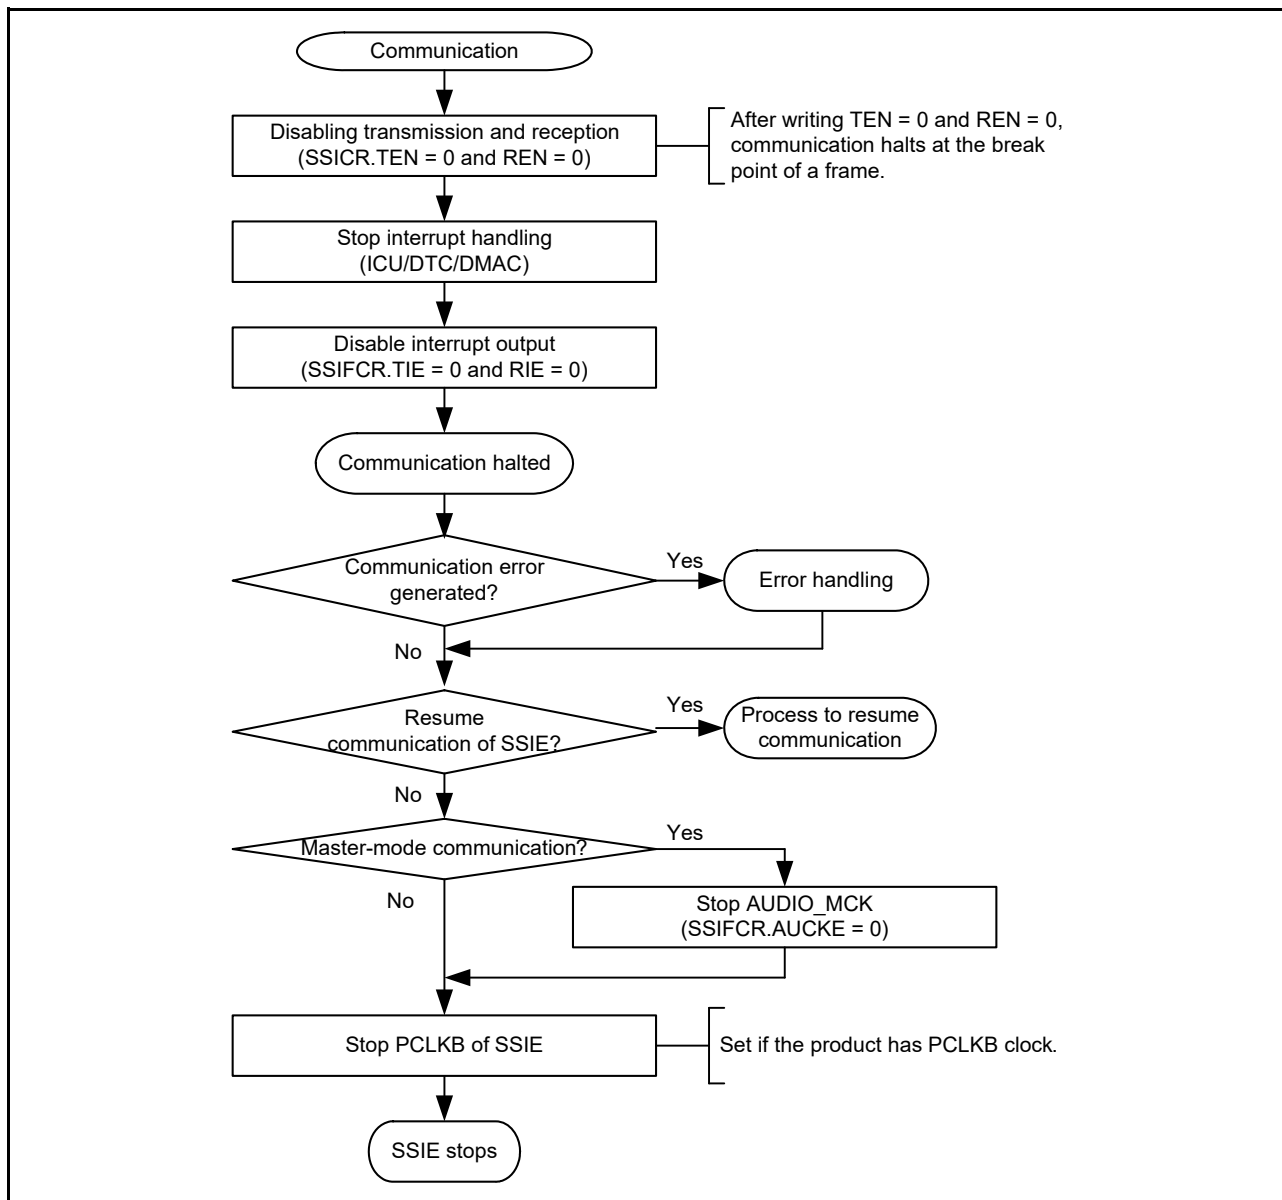 Communication
Disabling transmission and reception
(SSICR.TEN = 0 and REN = 0)
After writing TEN = 0 and REN = 0,
communication halts at the break
point of a frame.
Stop interrupt handling
(ICU/DTC/DMAC)
Disable interrupt output
(SSIFCR.TIE = 0 and RIE = 0)
Communication halted
Communication error
generated?
Yes
Error handling
No
Resume
communication of SSIE?
Yes
Process to resume
communication
No
Master-mode communication?
Yes
No
Stop AUDIO_MCK
(SSIFCR.AUCKE = 0)
Stop PCLKB of SSIE
Set if the product has PCLKB clock.
SSIE stops